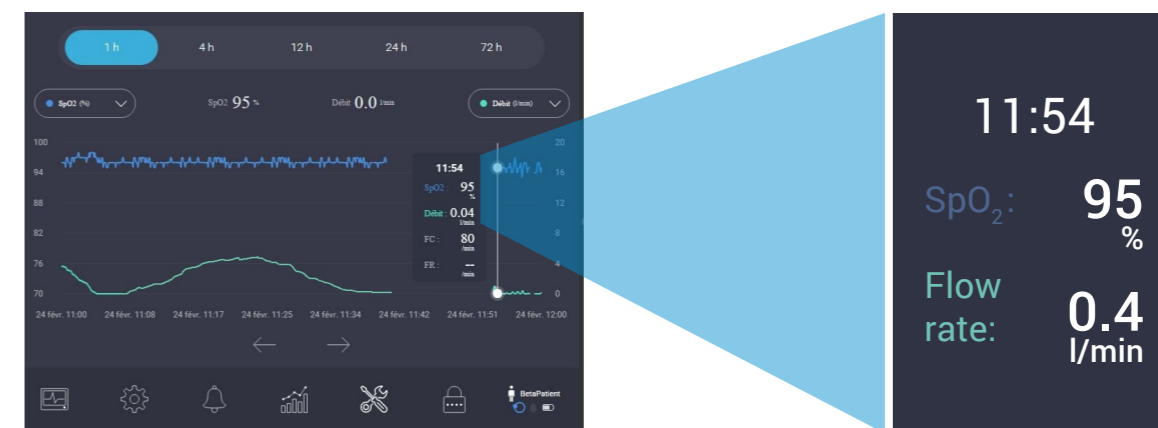 1 h 4 h 12 h 24 h 72 h
SpO2 (%) SpO2 95 % Débit 0.0 l/min Débit (l/min)
100 20
94 16
88 12
82 8
76 4
70 0
11:54
SpO2 : 95
%
Débit : 0.04
l/min
FC : 80
/min
FR : --
/min
24 févr. 11:00 24 févr. 11:08 24 févr. 11:17 24 févr. 11:25 24 févr. 11:34 24 févr. 11:42 24 févr. 11:51 24 févr. 12:00
BetaPatient
11:54
SpO₂: 95
%
Flow
rate: 0.4
l/min